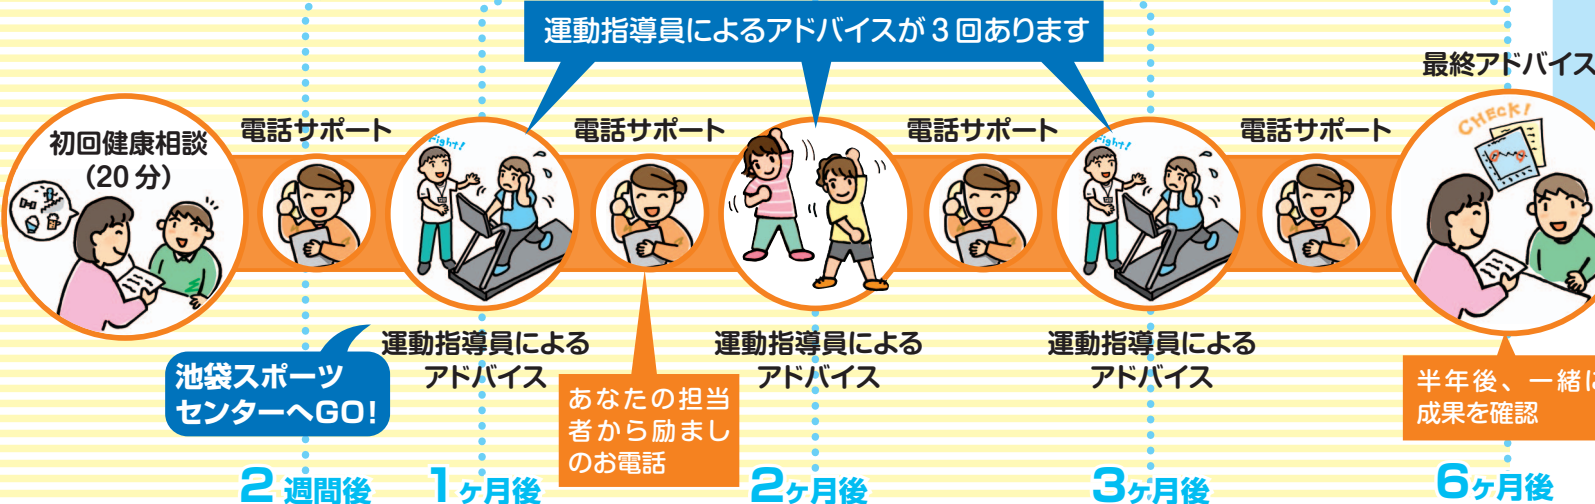 運動指導員によるアドバイスが3回あります
最終アドバイス
初回健康相談
(20分)
電話サポート
電話サポート
電話サポート
電話サポート
right!
right!
CHECK!
運動指導員による
アドバイス
運動指導員による
アドバイス
運動指導員による
アドバイス
池袋スポーツ
センターへGO!
あなたの担当
者から励まし
のお電話
半年後、一緒に
成果を確認
2週間後
1ヶ月後
2ヶ月後
3ヶ月後
6ヶ月後